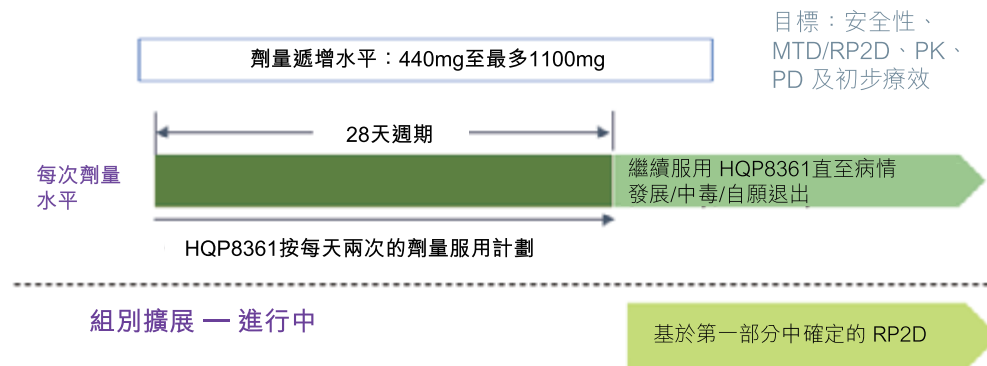 目標：安全性、
MTD/RP2D、PK、
PD 及初步療效
劑量遞增水平：440mg至最多1100mg
28天週期
每次劑量
水平
繼續服用 HQP8361直至病情
發展/中毒/自願退出
HQP8361按每天兩次的劑量服用計劃
組別擴展 — 進行中
基於第一部分中確定的 RP2D